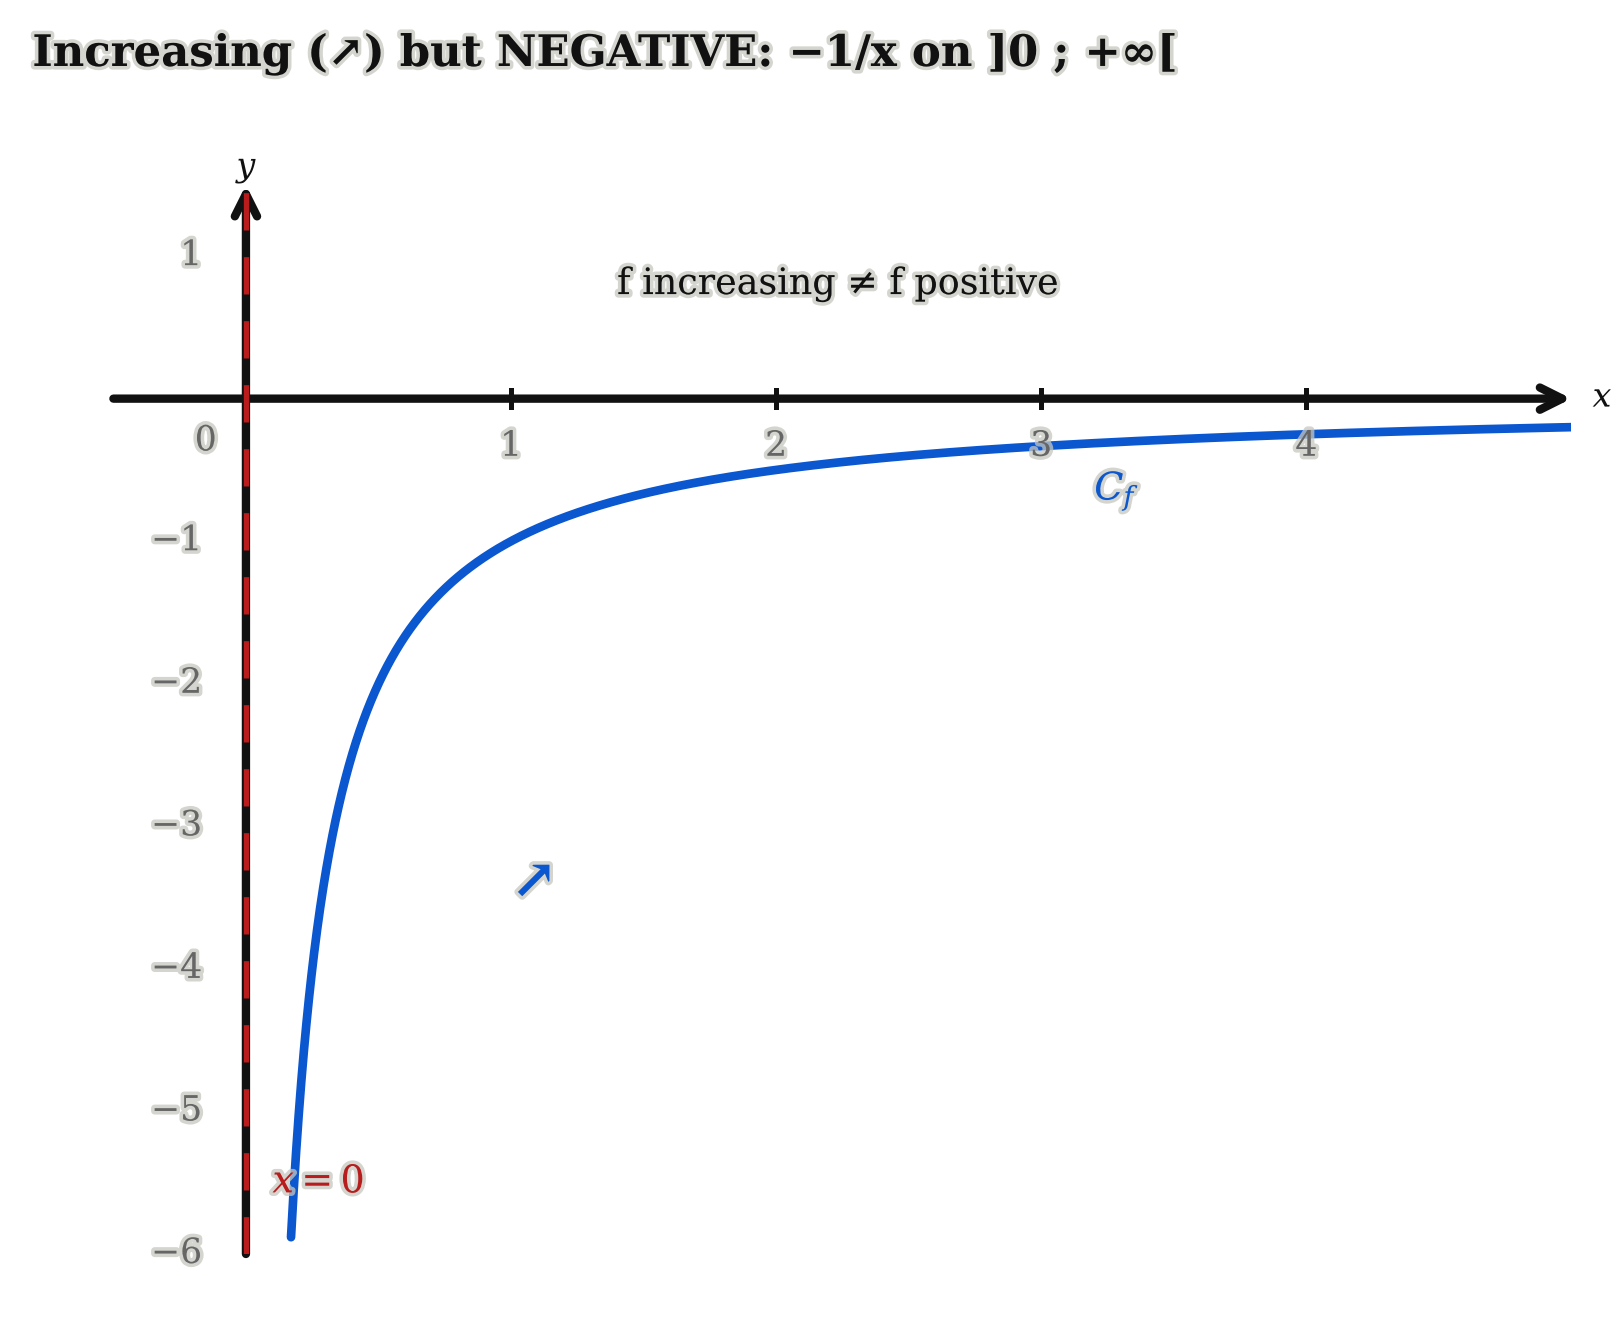 Increasing (↗) but NEGATIVE: −1/x on ]0 ; +∞[
y
1
f increasing ≠ f positive
x
0
1
2
3
4
C_f
−1
−2
−3
↗
−4
−5
x = 0
−6